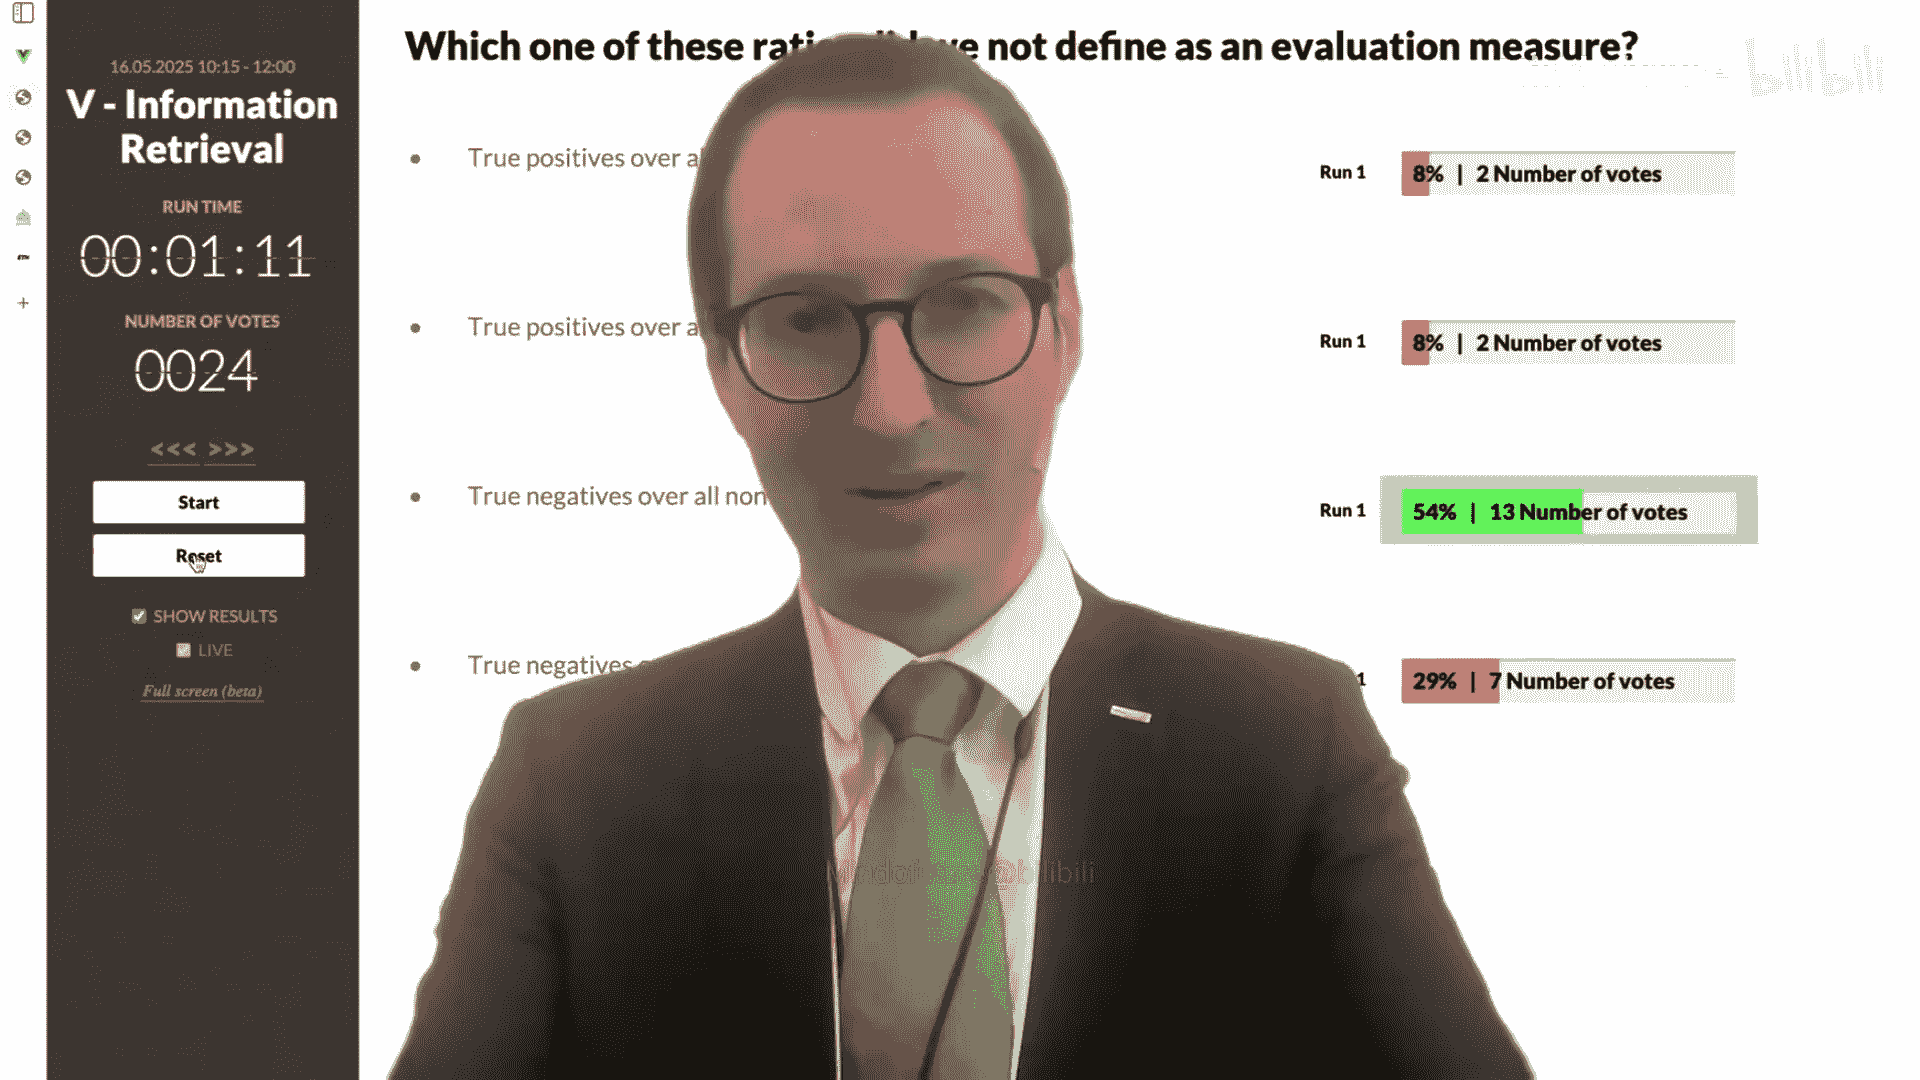 16.05.2025 10:15 - 12:00
V - Information
Retrieval
RUN TIME
00:01:11
NUMBER OF VOTES
0024
<<< >>>
Start
Reset
SHOW RESULTS
LIVE
Full screen (beta)
Which one of these not define as an evaluation measure?
True positives over
Run 1
8% | 2 Number of votes
True positives over
Run 1
8% | 2 Number of votes
True negatives over all
Run 1
54% | 13 Number of votes
True negatives
1
29% | 7 Number of votes
bilibili